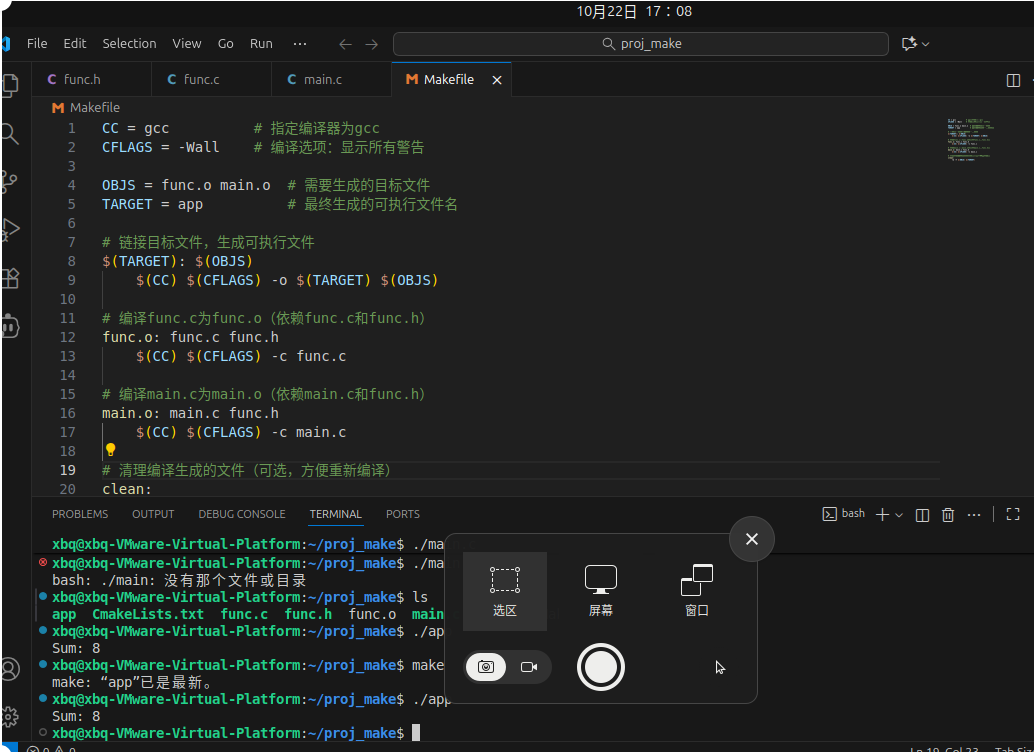 10月22日 17：08
File Edit Selection View Go Run ··· proj_make
func.h func.c main.c Makefile
Makefile
1 CC = gcc # 指定编译器为gcc
2 CFLAGS = -Wall # 编译选项：显示所有警告
3
4 OBJS = func.o main.o # 需要生成的目标文件
5 TARGET = app # 最终生成的可执行文件名
6
7 # 链接目标文件，生成可执行文件
8 $(TARGET): $(OBJS)
9 $(CC) $(CFLAGS) -o $(TARGET) $(OBJS)
10
11 # 编译func.c为func.o（依赖func.c和func.h）
12 func.o: func.c func.h
13 $(CC) $(CFLAGS) -c func.c
14
15 # 编译main.c为main.o（依赖main.c和func.h）
16 main.o: main.c func.h
17 $(CC) $(CFLAGS) -c main.c
18
19 # 清理编译生成的文件（可选，方便重新编译）
20 clean:
PROBLEMS OUTPUT DEBUG CONSOLE TERMINAL PORTS bash
xbq@xbq-VMware-Virtual-Platform:~/proj_make$ ./ma
xbq@xbq-VMware-Virtual-Platform:~/proj_make$ ./ma
bash: ./main: 没有那个文件或目录
xbq@xbq-VMware-Virtual-Platform:~/proj_make$ ls
app CmakeLists.txt func.c func.h func.o main
xbq@xbq-VMware-Virtual-Platform:~/proj_make$ ./ap
Sum: 8
xbq@xbq-VMware-Virtual-Platform:~/proj_make$ make
make: “app”已是最新。
xbq@xbq-VMware-Virtual-Platform:~/proj_make$ ./app
Sum: 8
xbq@xbq-VMware-Virtual-Platform:~/proj_make$
选区 屏幕 窗口